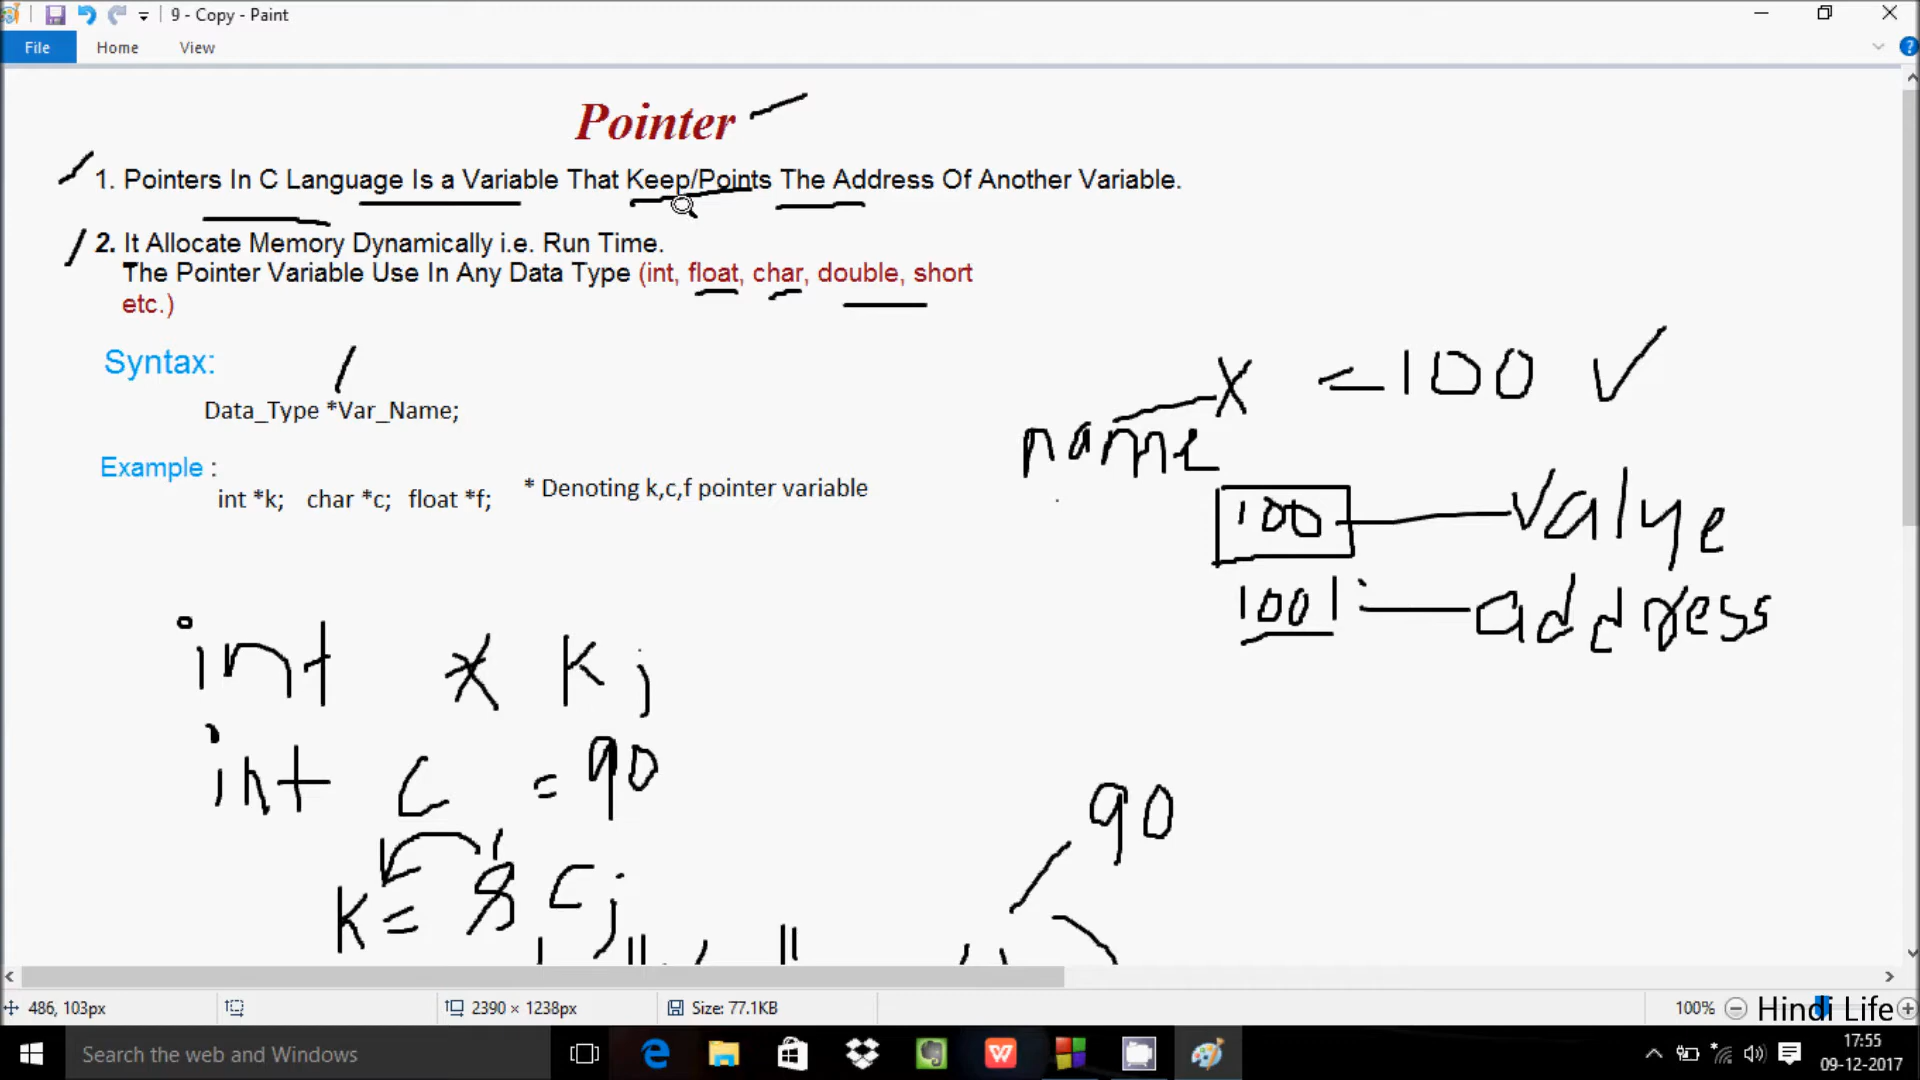 9 - Copy - Paint
File Home View
Pointer
1. Pointers In C Language Is a Variable That Keep/Points The Address Of Another Variable.
2. It Allocate Memory Dynamically i.e. Run Time.
The Pointer Variable Use In Any Data Type (int, float, char, double, short
etc.)
Syntax:
Data_Type *Var_Name;
Example :
int *k; char *c; float *f; * Denoting k,c,f pointer variable
X = 100
name
100 value
1001 address
int * K;
int C = 90
K = & C;
90
486, 103px 2390 × 1238px Size: 77.1KB 100% Hindi Life
Search the web and Windows
17:55
09-12-2017